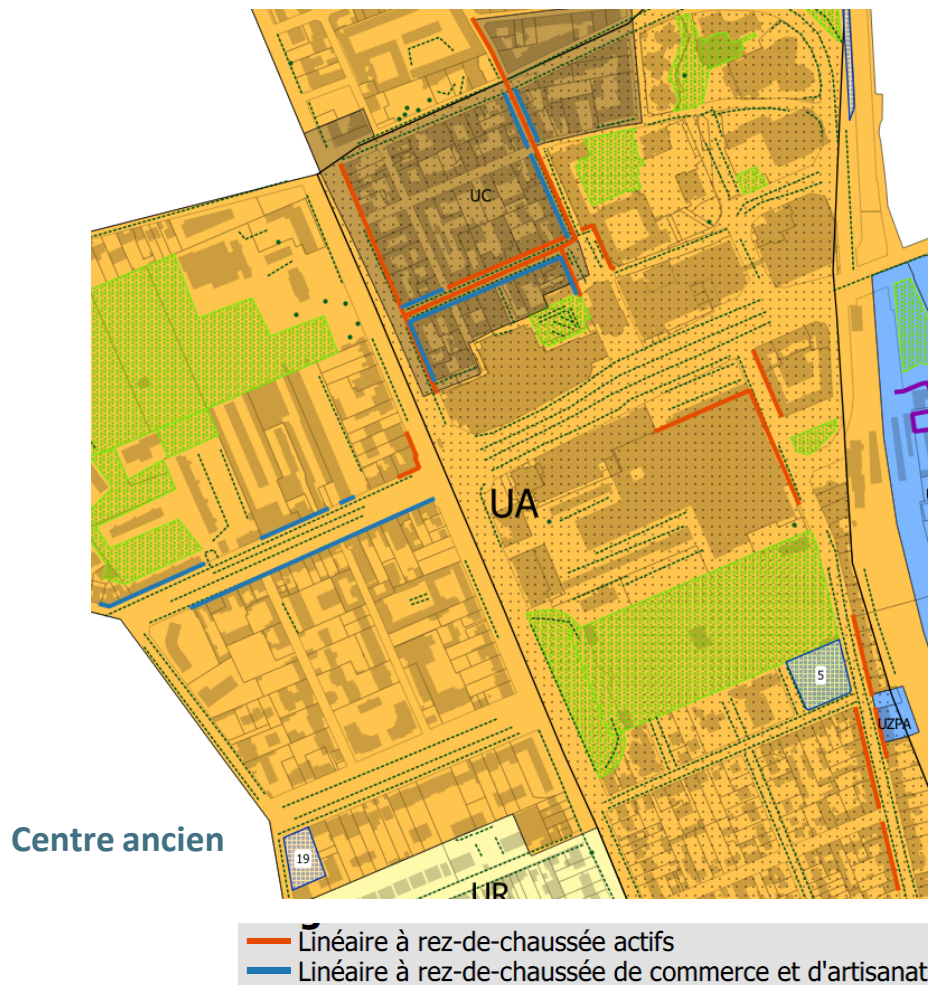 UC
UA
5
UZPA
Centre ancien
19
UR
Linéaire à rez-de-chaussée actifs
Linéaire à rez-de-chaussée de commerce et d'artisanat